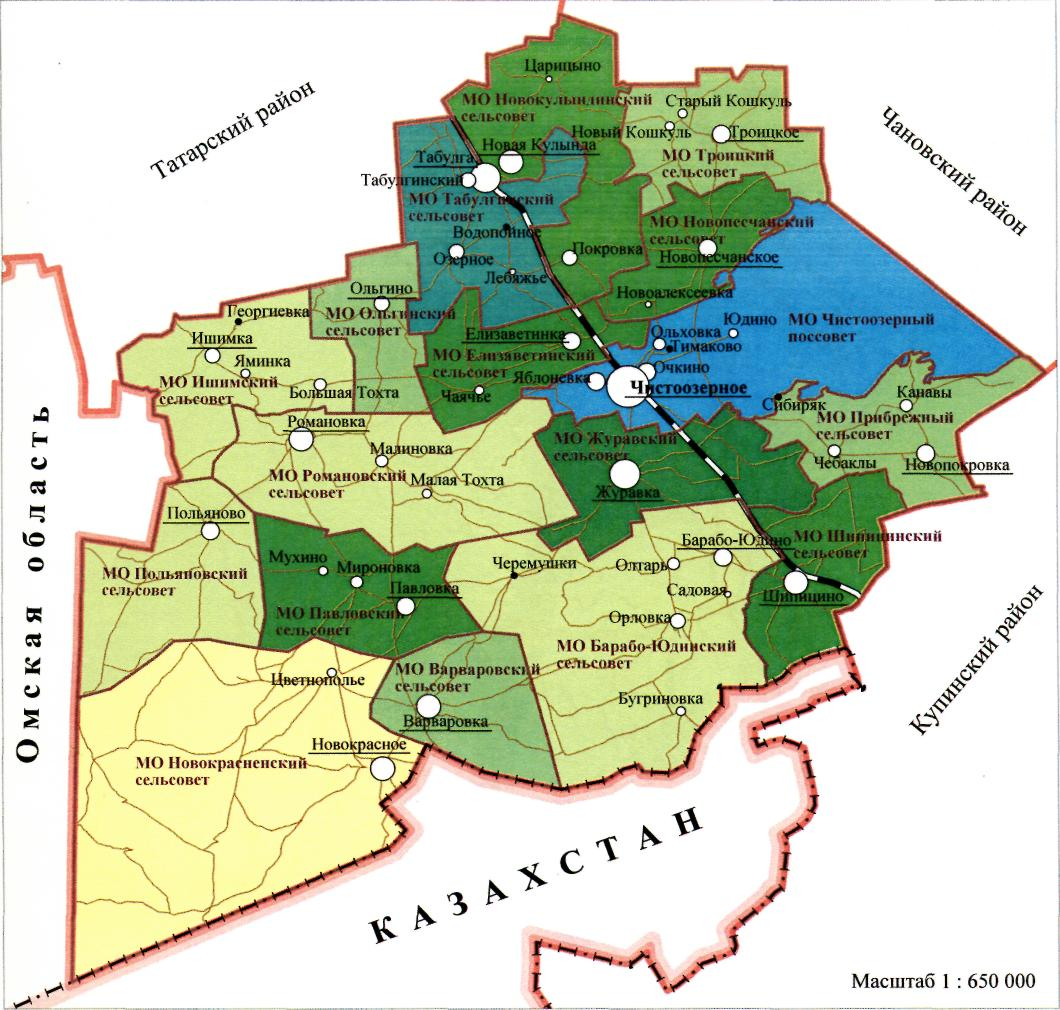 Царицыно
МО Новокулындинский
сельсовет
Старый Кошкуль
Новый Кошкуль
Троицкое
МО Троицкий
сельсовет
Татарский район
Чановский район
Новая Кулында
Табулга
Табулгинский
МО Табулгинский
сельсовет
Водопойное
Озерное
Лебяжье
Покровка
МО Новопесчанский
сельсовет
Новопесчанское
Новоалексеевка
Ольгино
МО Ольгинский
сельсовет
Георгиевка
Ишимка
Яминка
МО Ишимский
сельсовет
Большая Тохта
Елизаветинка
МО Елизаветинский
сельсовет
Чаячье
Яблоневка
Ольховка
Тимаково
Юдино
Очкино
Чистоозерное
МО Чистоозерный
поссовет
Сибиряк
Канавы
МО Прибрежный
сельсовет
Чебаклы
Новопокровка
Романовка
Малиновка
МО Романовский
сельсовет
Малая Тохта
МО Журавский
сельсовет
Журавка
Омская область
Польяново
МО Польяновский
сельсовет
Мухино
Мироновка
Павловка
МО Павловский
сельсовет
Черемушки
Барабо-Юдино
Олтарь
Садовая
Орловка
МО Барабо-Юдинский
сельсовет
Бугриновка
МО Шипицинский
сельсовет
Шипицино
Купинский район
Цветнополье
МО Варваровский
сельсовет
Варваровка
Новокрасное
МО Новокрасненский
сельсовет
КАЗАХСТАН
Масштаб 1 : 650 000